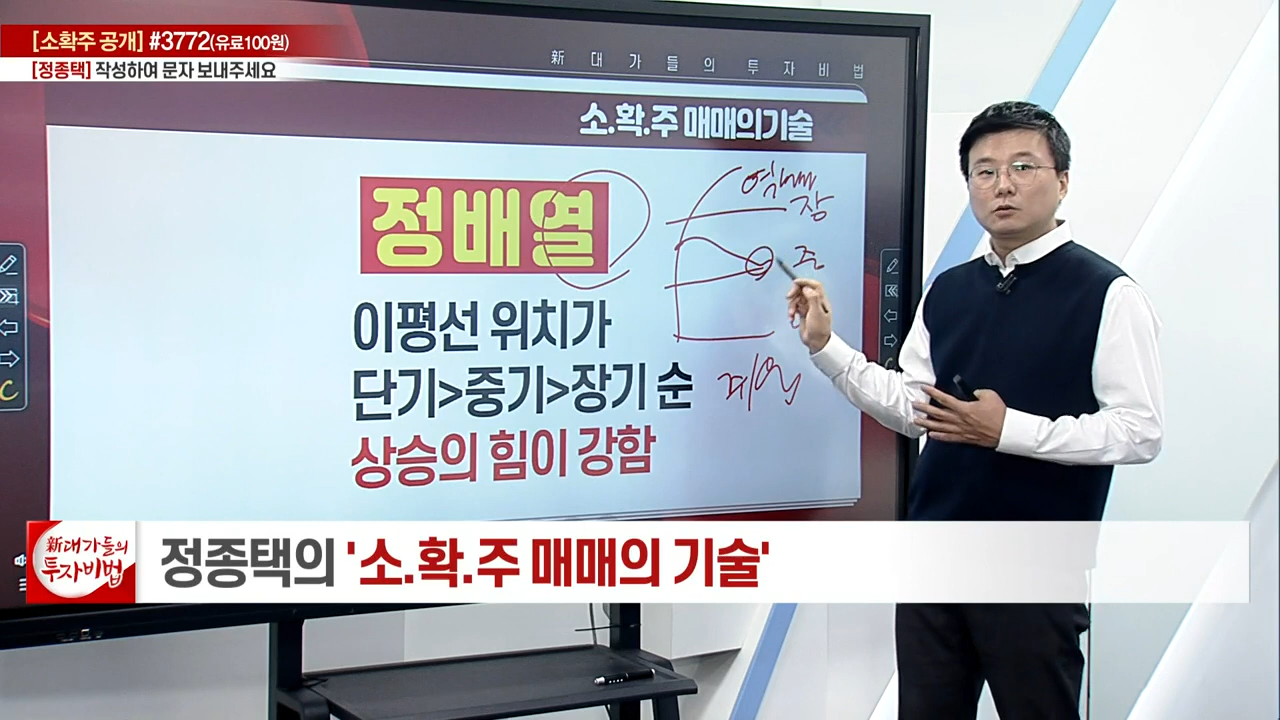 [소확주 공개] #3772(유료100원)
[정종택] 작성하여 문자 보내주세요
新 대가들의 투자비법
소.확.주 매매의기술
정배열
이평선 위치가
단기>중기>장기 순
상승의 힘이 강함
장
新대가들의
투자비법
정종택의 '소.확.주 매매의 기술'